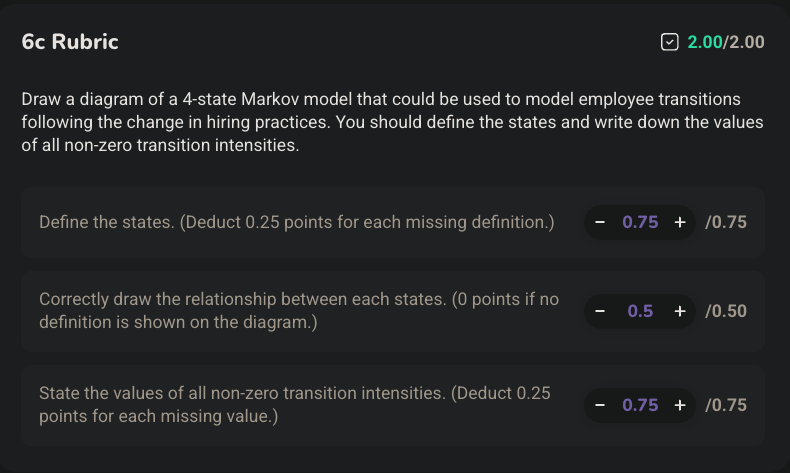 6c Rubric
2.00/2.00
Draw a diagram of a 4-state Markov model that could be used to model employee transitions
following the change in hiring practices. You should define the states and write down the values
of all non-zero transition intensities.
Define the states. (Deduct 0.25 points for each missing definition.)
− 0.75 + /0.75
Correctly draw the relationship between each states. (0 points if no
definition is shown on the diagram.)
− 0.5 + /0.50
State the values of all non-zero transition intensities. (Deduct 0.25
points for each missing value.)
− 0.75 + /0.75